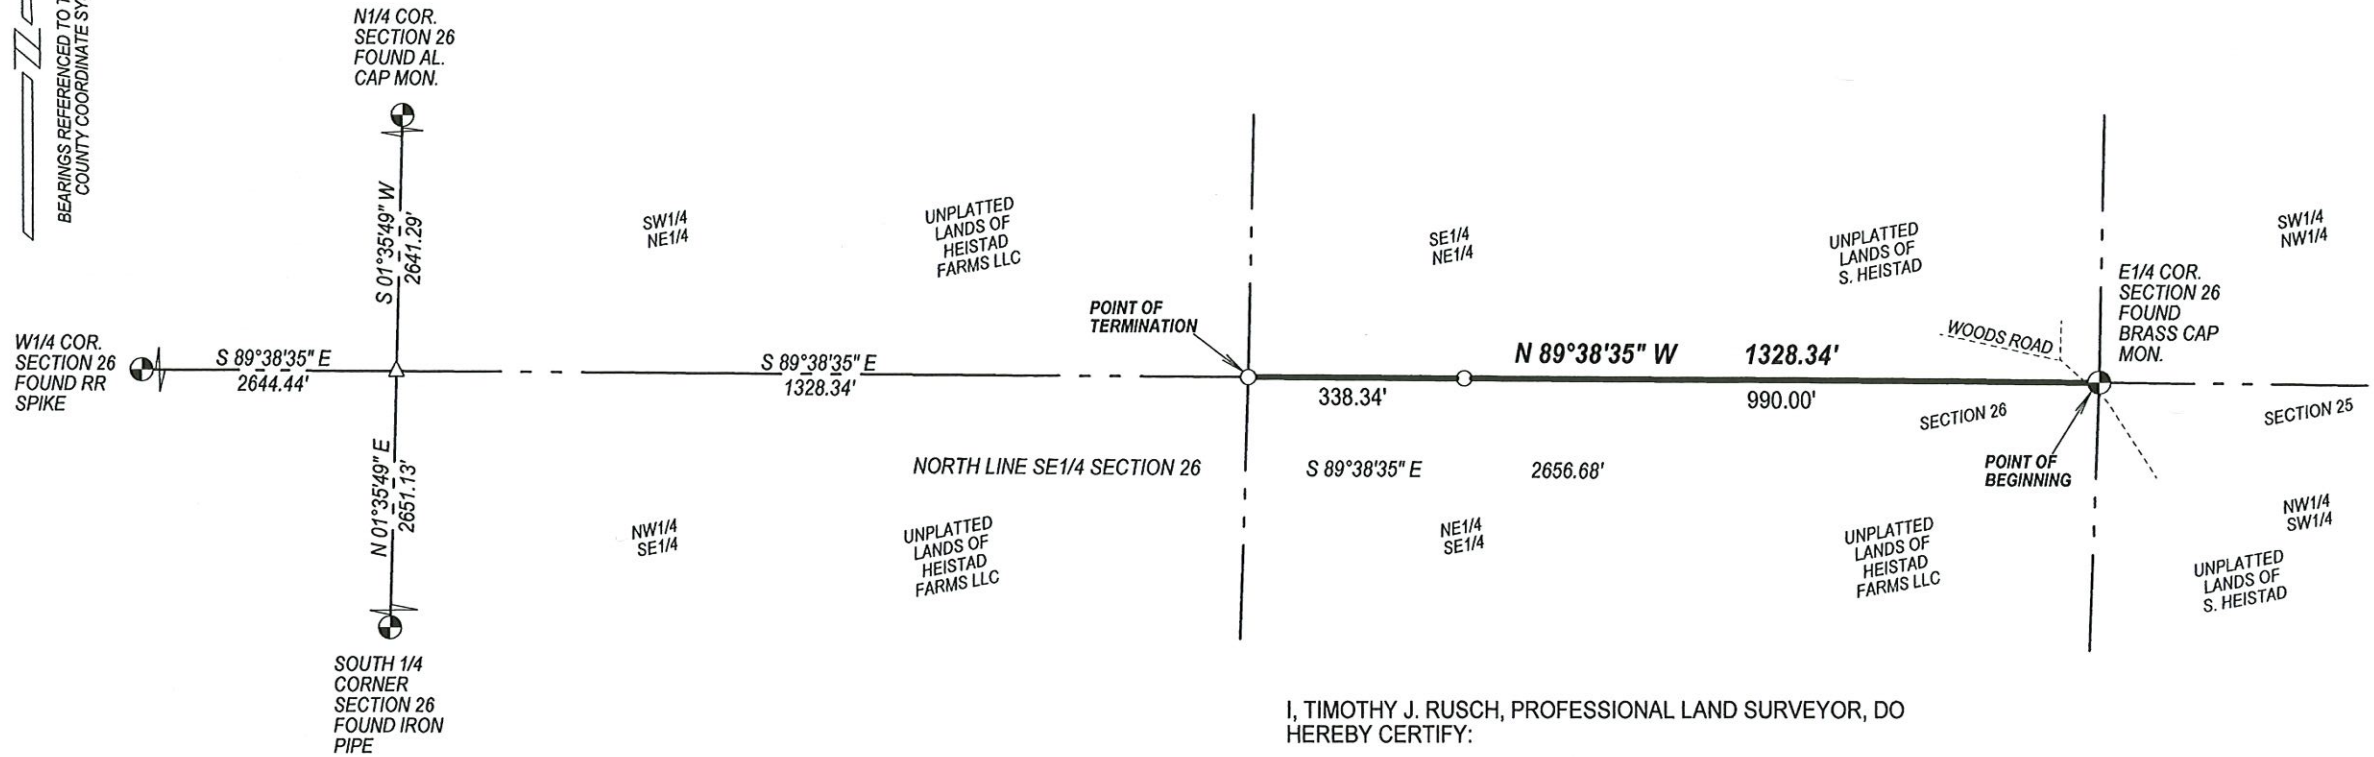 BEARINGS REFERENCED TO T
COUNTY COORDINATE SY
N1/4 COR.
SECTION 26
FOUND AL.
CAP MON.
S 01°35'49" W
2641.29'
W1/4 COR.
SECTION 26
FOUND RR
SPIKE
S 89°38'35" E
2644.44'
N 01°35'49" E
2651.13'
SOUTH 1/4
CORNER
SECTION 26
FOUND IRON
PIPE
SW1/4
NE1/4
UNPLATTED
LANDS OF
HEISTAD
FARMS LLC
S 89°38'35" E
1328.34'
POINT OF
TERMINATION
SE1/4
NE1/4
UNPLATTED
LANDS OF
S. HEISTAD
SW1/4
NW1/4
E1/4 COR.
SECTION 26
FOUND
BRASS CAP
MON.
WOODS ROAD
N 89°38'35" W 1328.34'
338.34'
990.00'
SECTION 26
SECTION 25
NORTH LINE SE1/4 SECTION 26 S 89°38'35" E 2656.68'
POINT OF
BEGINNING
NW1/4
SE1/4
UNPLATTED
LANDS OF
HEISTAD
FARMS LLC
NE1/4
SE1/4
UNPLATTED
LANDS OF
HEISTAD
FARMS LLC
NW1/4
SW1/4
UNPLATTED
LANDS OF
S. HEISTAD
I, TIMOTHY J. RUSCH, PROFESSIONAL LAND SURVEYOR, DO
HEREBY CERTIFY: